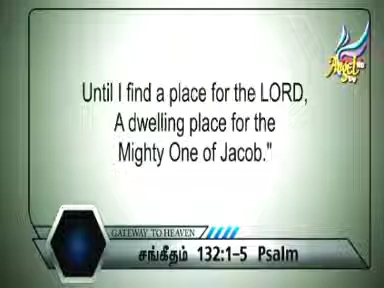 Angel
TV
Until I find a place for the LORD,
A dwelling place for the
Mighty One of Jacob."
GATEWAY TO HEAVEN
சங்கீதம் 132:1-5 Psalm